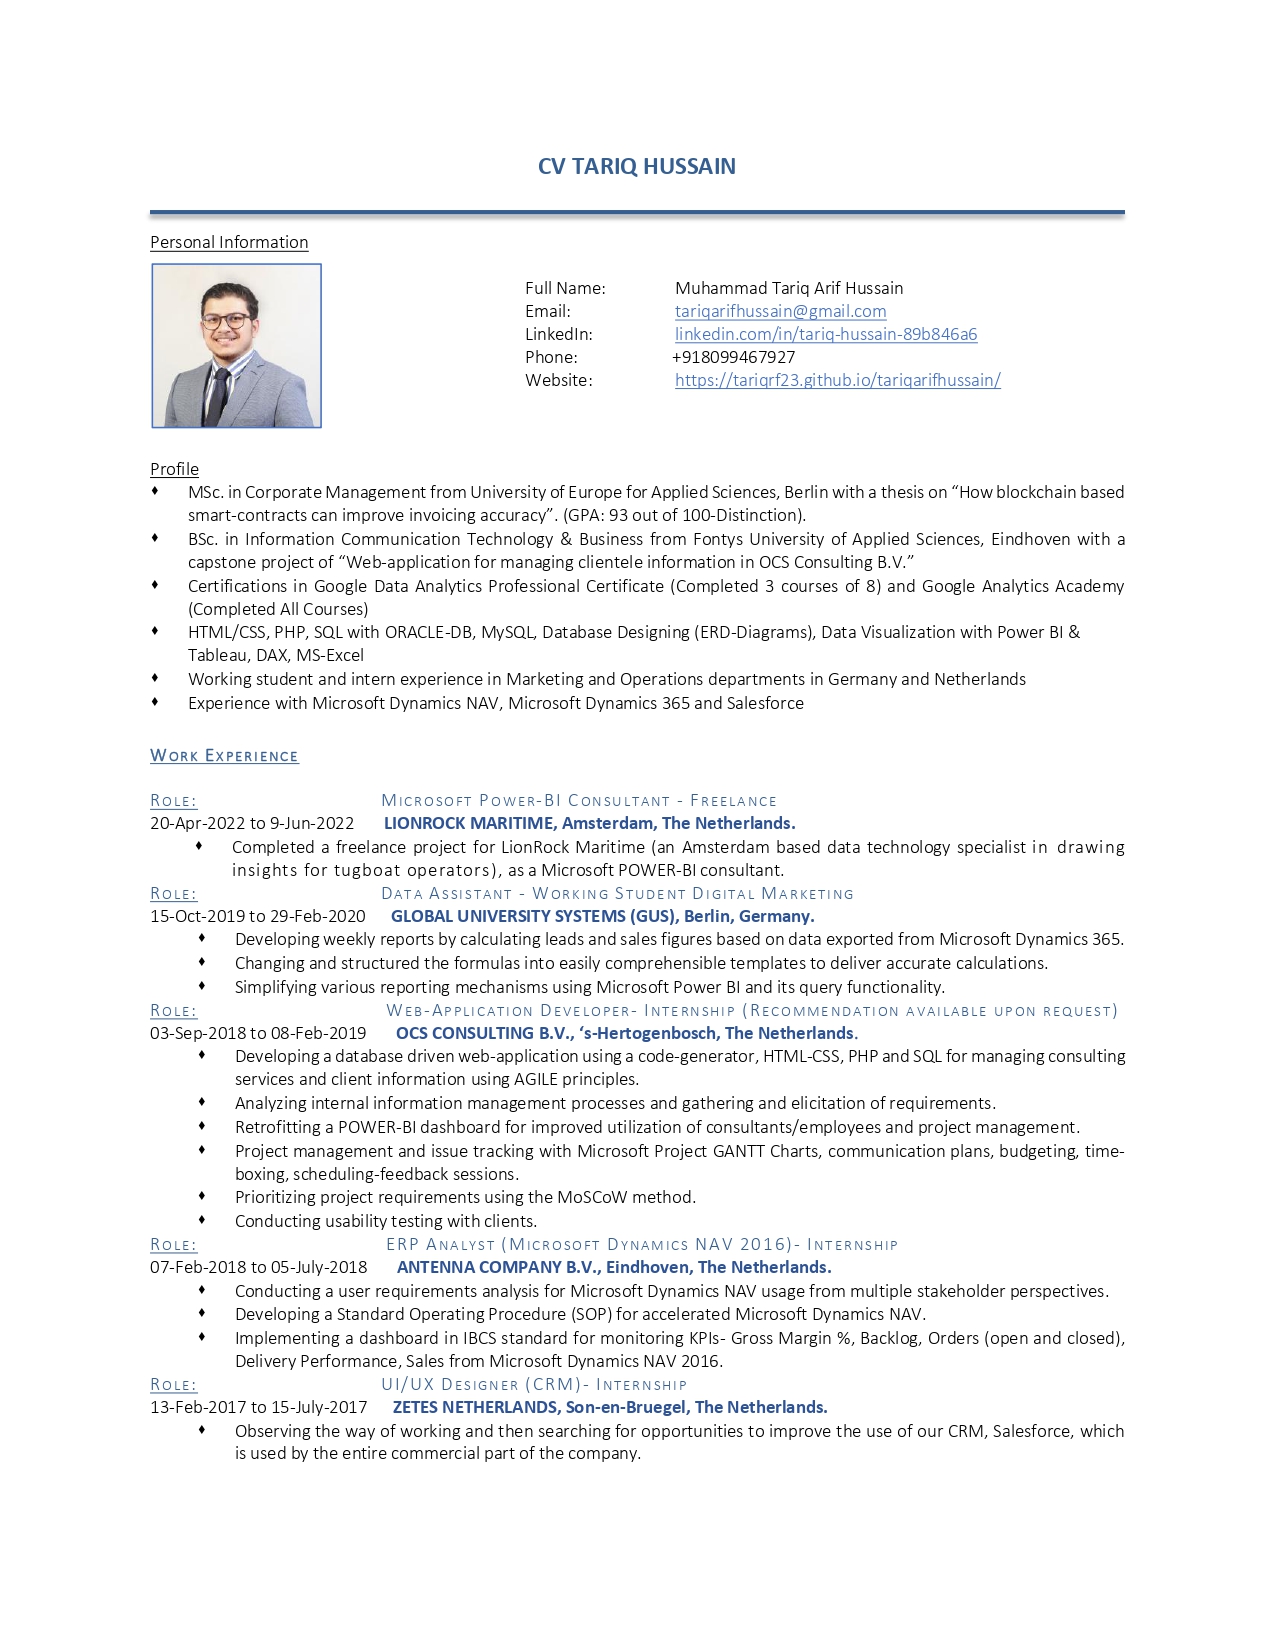 CV TARIQ HUSSAIN
Personal Information
Full Name: Muhammad Tariq Arif Hussain
Email: tariqarifhussain@gmail.com
LinkedIn: linkedin.com/in/tariq-hussain-89b846a6
Phone: +918099467927
Website: https://tariqrf23.github.io/tariqarifhussain/
Profile
♦ MSc. in Corporate Management from University of Europe for Applied Sciences, Berlin with a thesis on “How blockchain based
smart-contracts can improve invoicing accuracy”. (GPA: 93 out of 100-Distinction).
♦ BSc. in Information Communication Technology & Business from Fontys University of Applied Sciences, Eindhoven with a
capstone project of “Web-application for managing clientele information in OCS Consulting B.V.”
♦ Certifications in Google Data Analytics Professional Certificate (Completed 3 courses of 8) and Google Analytics Academy
(Completed All Courses)
♦ HTML/CSS, PHP, SQL with ORACLE-DB, MySQL, Database Designing (ERD-Diagrams), Data Visualization with Power BI &
Tableau, DAX, MS-Excel
♦ Working student and intern experience in Marketing and Operations departments in Germany and Netherlands
♦ Experience with Microsoft Dynamics NAV, Microsoft Dynamics 365 and Salesforce
WORK EXPERIENCE
ROLE: MICROSOFT POWER-BI CONSULTANT - FREELANCE
20-Apr-2022 to 9-Jun-2022 LIONROCK MARITIME, Amsterdam, The Netherlands.
♦ Completed a freelance project for LionRock Maritime (an Amsterdam based data technology specialist in drawing
insights for tugboat operators), as a Microsoft POWER-BI consultant.
ROLE: DATA ASSISTANT - WORKING STUDENT DIGITAL MARKETING
15-Oct-2019 to 29-Feb-2020 GLOBAL UNIVERSITY SYSTEMS (GUS), Berlin, Germany.
♦ Developing weekly reports by calculating leads and sales figures based on data exported from Microsoft Dynamics 365.
♦ Changing and structured the formulas into easily comprehensible templates to deliver accurate calculations.
♦ Simplifying various reporting mechanisms using Microsoft Power BI and its query functionality.
ROLE: WEB-APPLICATION DEVELOPER- INTERNSHIP (RECOMMENDATION AVAILABLE UPON REQUEST)
03-Sep-2018 to 08-Feb-2019 OCS CONSULTING B.V., ‘s-Hertogenbosch, The Netherlands.
♦ Developing a database driven web-application using a code-generator, HTML-CSS, PHP and SQL for managing consulting
services and client information using AGILE principles.
♦ Analyzing internal information management processes and gathering and elicitation of requirements.
♦ Retrofitting a POWER-BI dashboard for improved utilization of consultants/employees and project management.
♦ Project management and issue tracking with Microsoft Project GANTT Charts, communication plans, budgeting, time-
boxing, scheduling-feedback sessions.
♦ Prioritizing project requirements using the MoSCoW method.
♦ Conducting usability testing with clients.
ROLE: ERP ANALYST (MICROSOFT DYNAMICS NAV 2016)- INTERNSHIP
07-Feb-2018 to 05-July-2018 ANTENNA COMPANY B.V., Eindhoven, The Netherlands.
♦ Conducting a user requirements analysis for Microsoft Dynamics NAV usage from multiple stakeholder perspectives.
♦ Developing a Standard Operating Procedure (SOP) for accelerated Microsoft Dynamics NAV.
♦ Implementing a dashboard in IBCS standard for monitoring KPIs- Gross Margin %, Backlog, Orders (open and closed),
Delivery Performance, Sales from Microsoft Dynamics NAV 2016.
ROLE: UI/UX DESIGNER (CRM)- INTERNSHIP
13-Feb-2017 to 15-July-2017 ZETES NETHERLANDS, Son-en-Bruegel, The Netherlands.
♦ Observing the way of working and then searching for opportunities to improve the use of our CRM, Salesforce, which
is used by the entire commercial part of the company.